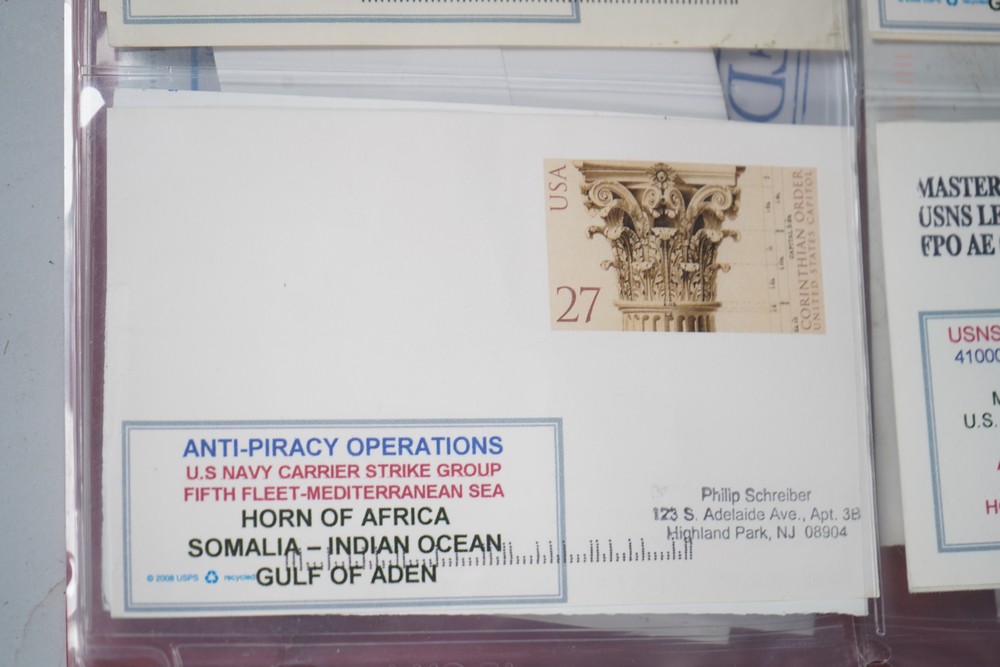 ED
USA
27
CORINTHIAN ORDER
UNITED STATES CAPITOL
ANTI-PIRACY OPERATIONS
U.S NAVY CARRIER STRIKE GROUP
FIFTH FLEET-MEDITERRANEAN SEA
HORN OF AFRICA
SOMALIA – INDIAN OCEAN
GULF OF ADEN
© 2008 USPS recycled
Philip Schreiber
123 S. Adelaide Ave., Apt. 3B
Highland Park, NJ 08904
MASTER
USNS
FPO AE
USNS
4100
U.S.